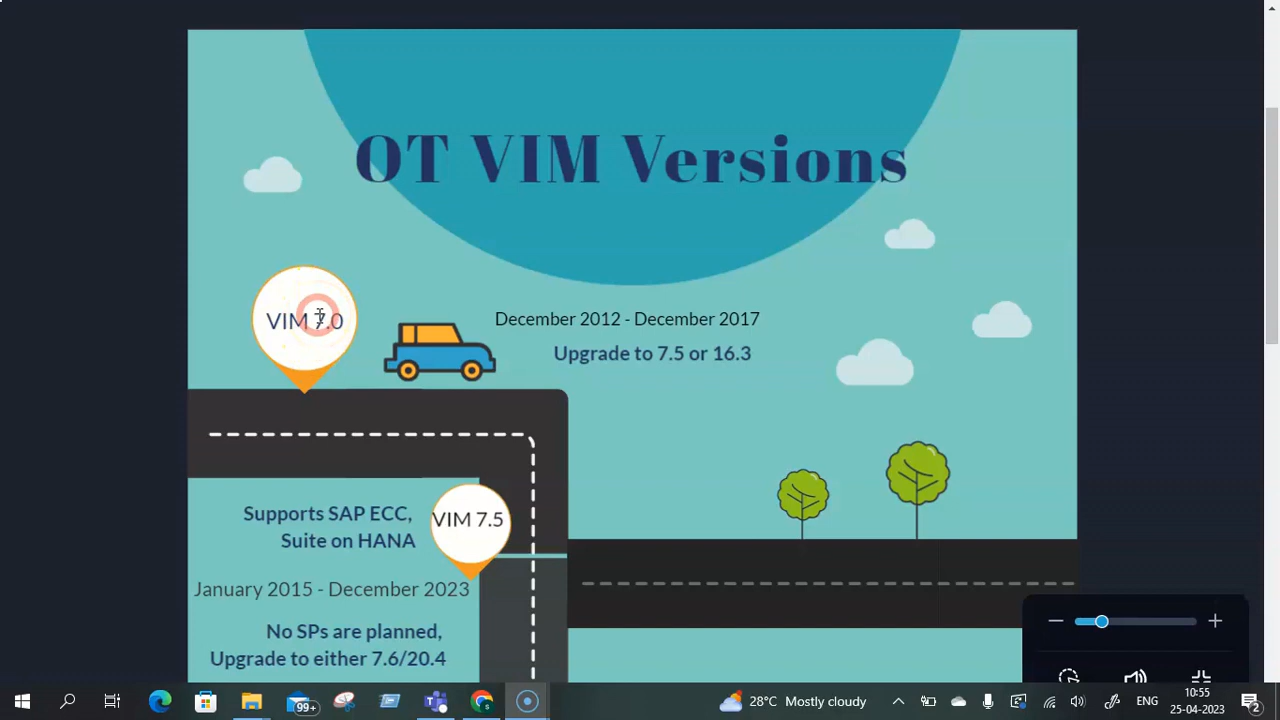 OT VIM Versions
VIM 7.0
December 2012 - December 2017
Upgrade to 7.5 or 16.3
Supports SAP ECC,
Suite on HANA
VIM 7.5
January 2015 - December 2023
No SPs are planned,
Upgrade to either 7.6/20.4
99+
28°C Mostly cloudy
ENG
10:55
25-04-2023
2